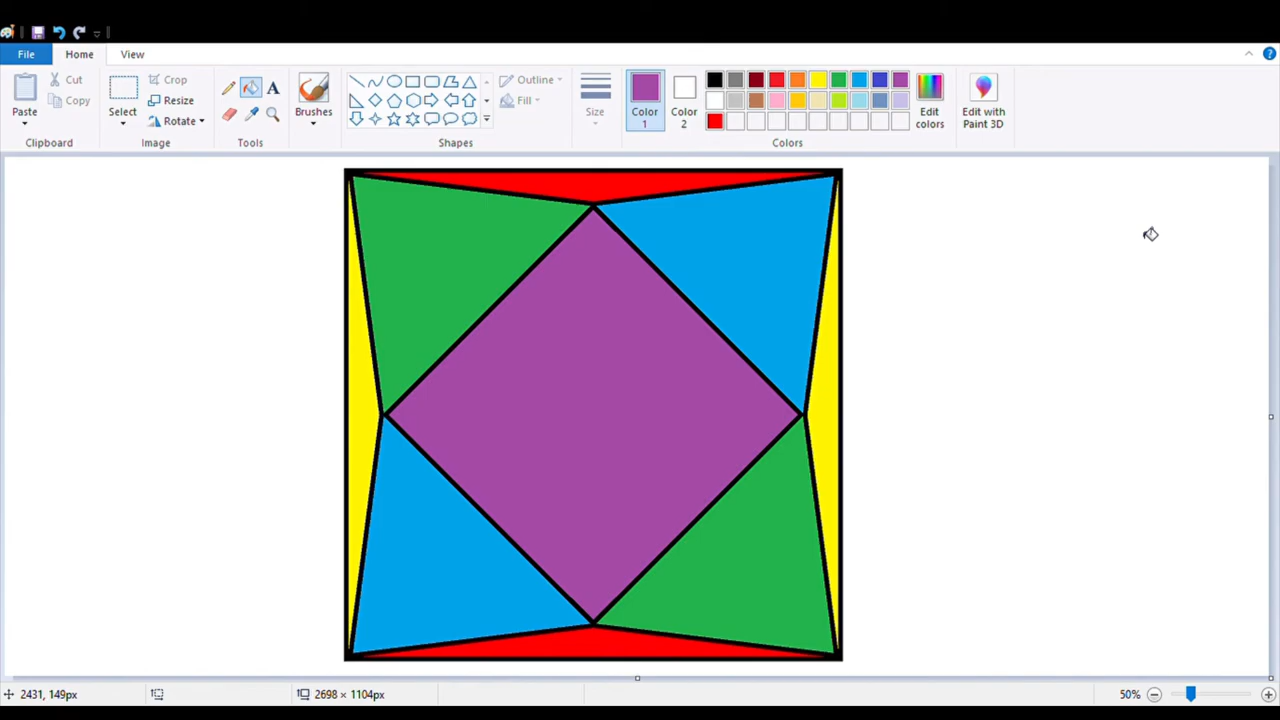 File Home View
Paste Cut Copy Clipboard
Select Crop Resize Rotate Image
A Tools
Brushes
Shapes Outline Fill
Size
Color 1 Color 2 Edit colors Colors
Edit with Paint 3D
2431, 149px 2698 × 1104px 50%